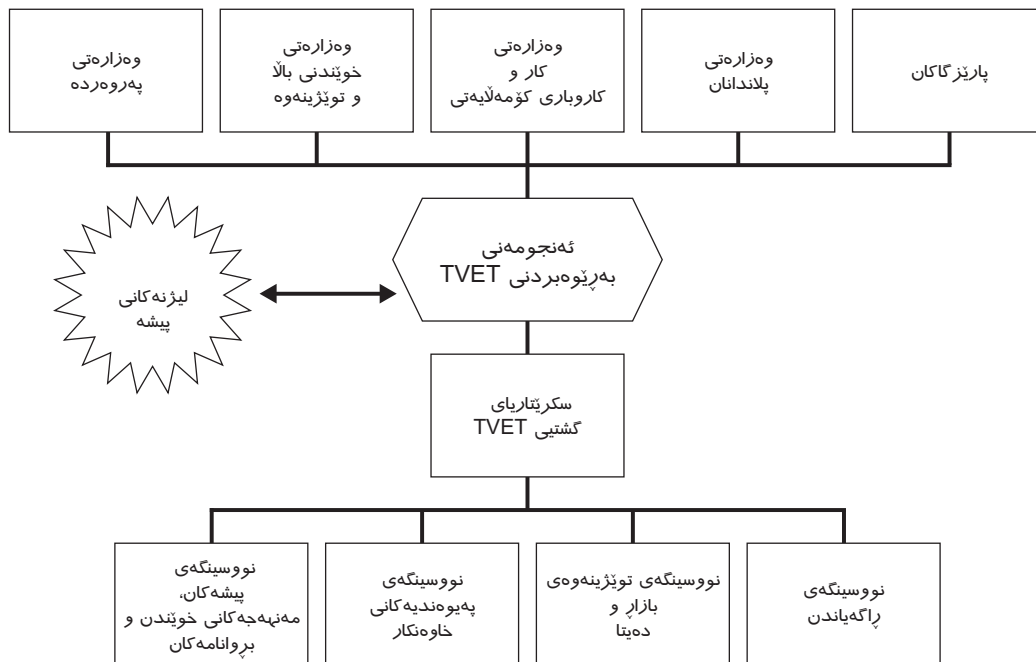 پارێزگاکان
وەزارەتی
پلاندانان
وەزارەتی
کار و
کاروباری کۆمەڵایەتی
وەزارەتی
خوێندنی باڵا
و توێژینەوە
وەزارەتی
پەروەردە
ئەنجومەنی
بەڕێوەبردنی TVET
لیژنەکانی
پیشە
سکرێتاریای
گشتیی TVET
نووسینگەی
ڕاگەیاندن
نووسینگەی توێژینەوەی
بازاڕ و
دەیتا
نووسینگەی
پەیوەندیەکانی
خاوەنکار
نووسینگەی
پیشەکان،
مەنهەجەکانی خوێندن و
بڕوانامەکان